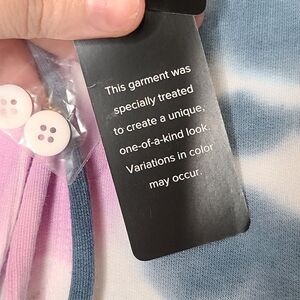 This garment was
specially treated
to create a unique,
one-of-a-kind look.
Variations in color
may occur.